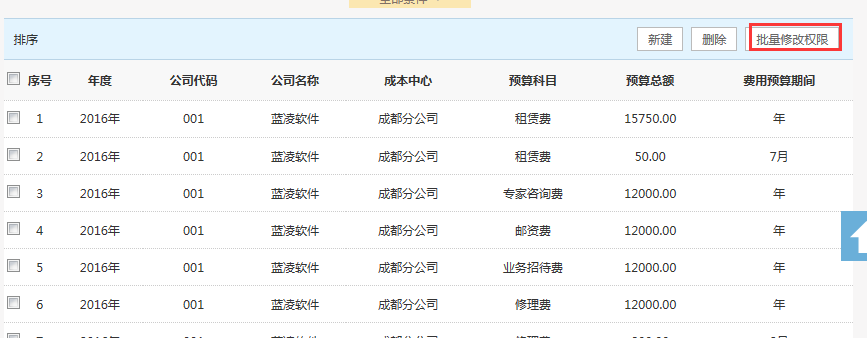 全部条件
排序 新建 删除 批量修改权限
序号 年度 公司代码 公司名称 成本中心 预算科目 预算总额 费用预算期间
1 2016年 001 蓝凌软件 成都分公司 租赁费 15750.00 年
2 2016年 001 蓝凌软件 成都分公司 租赁费 50.00 7月
3 2016年 001 蓝凌软件 成都分公司 专家咨询费 12000.00 年
4 2016年 001 蓝凌软件 成都分公司 邮资费 12000.00 年
5 2016年 001 蓝凌软件 成都分公司 业务招待费 12000.00 年
6 2016年 001 蓝凌软件 成都分公司 修理费 12000.00 年